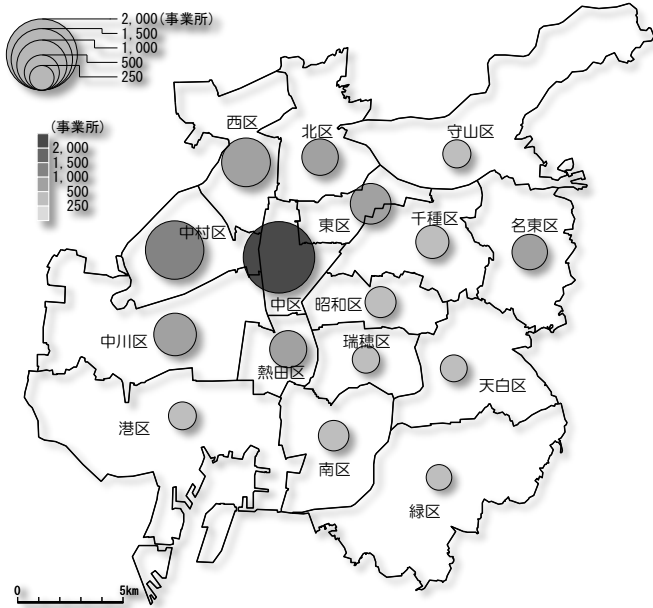 2,000(事業所)
1,500
1,000
500
250
(事業所)
2,000
1,500
1,000
500
250
西区
北区
守山区
東区
千種区
名東区
中村区
中区
昭和区
中川区
熱田区
瑞穂区
天白区
港区
南区
緑区
0 5km